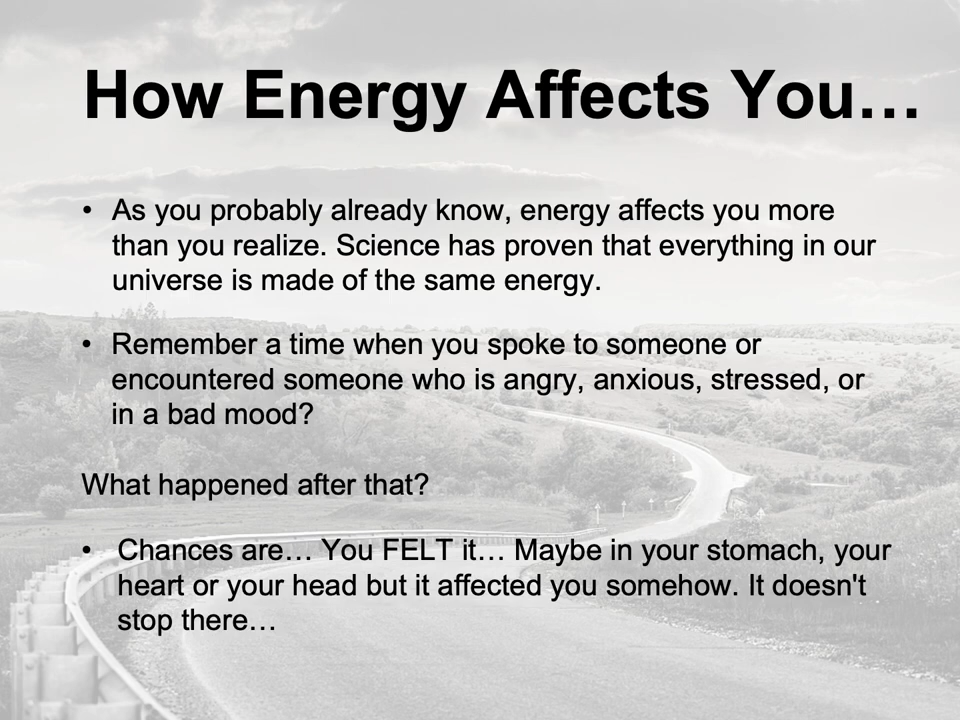 How Energy Affects You…
• As you probably already know, energy affects you more
than you realize. Science has proven that everything in our
universe is made of the same energy.
• Remember a time when you spoke to someone or
encountered someone who is angry, anxious, stressed, or
in a bad mood?
What happened after that?
• Chances are… You FELT it… Maybe in your stomach, your
heart or your head but it affected you somehow. It doesn't
stop there…